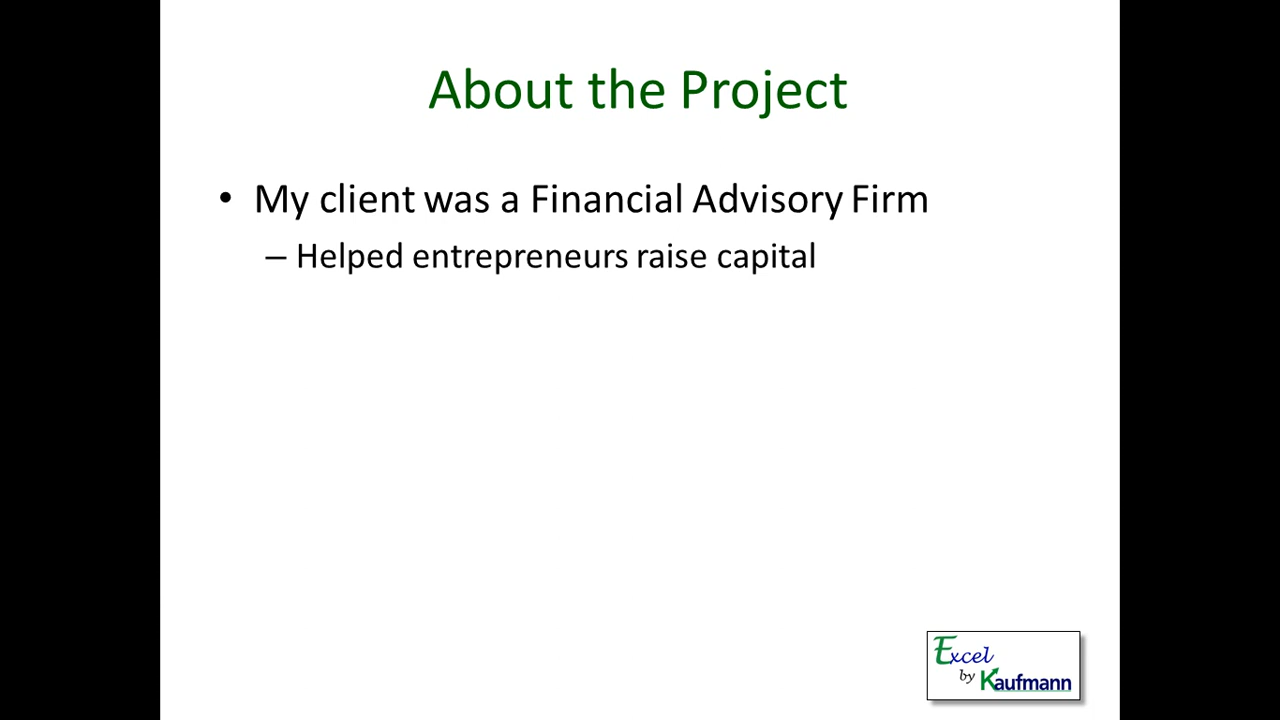 About the Project
• My client was a Financial Advisory Firm
– Helped entrepreneurs raise capital
Excel
by Kaufmann